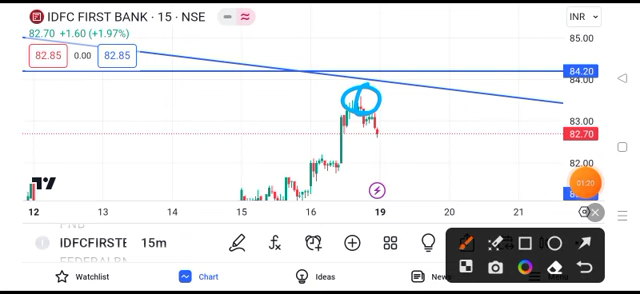 IDFC FIRST BANK · 15 · NSE
INR
82.70 +1.60 (+1.97%)
82.85 0.00 82.85
85.00
84.20
84.00
83.00
82.70
82.00
01:20
12 13 14 15 16 19 20 21
IDFCFIRSTE 15m
Watchlist Chart Ideas News